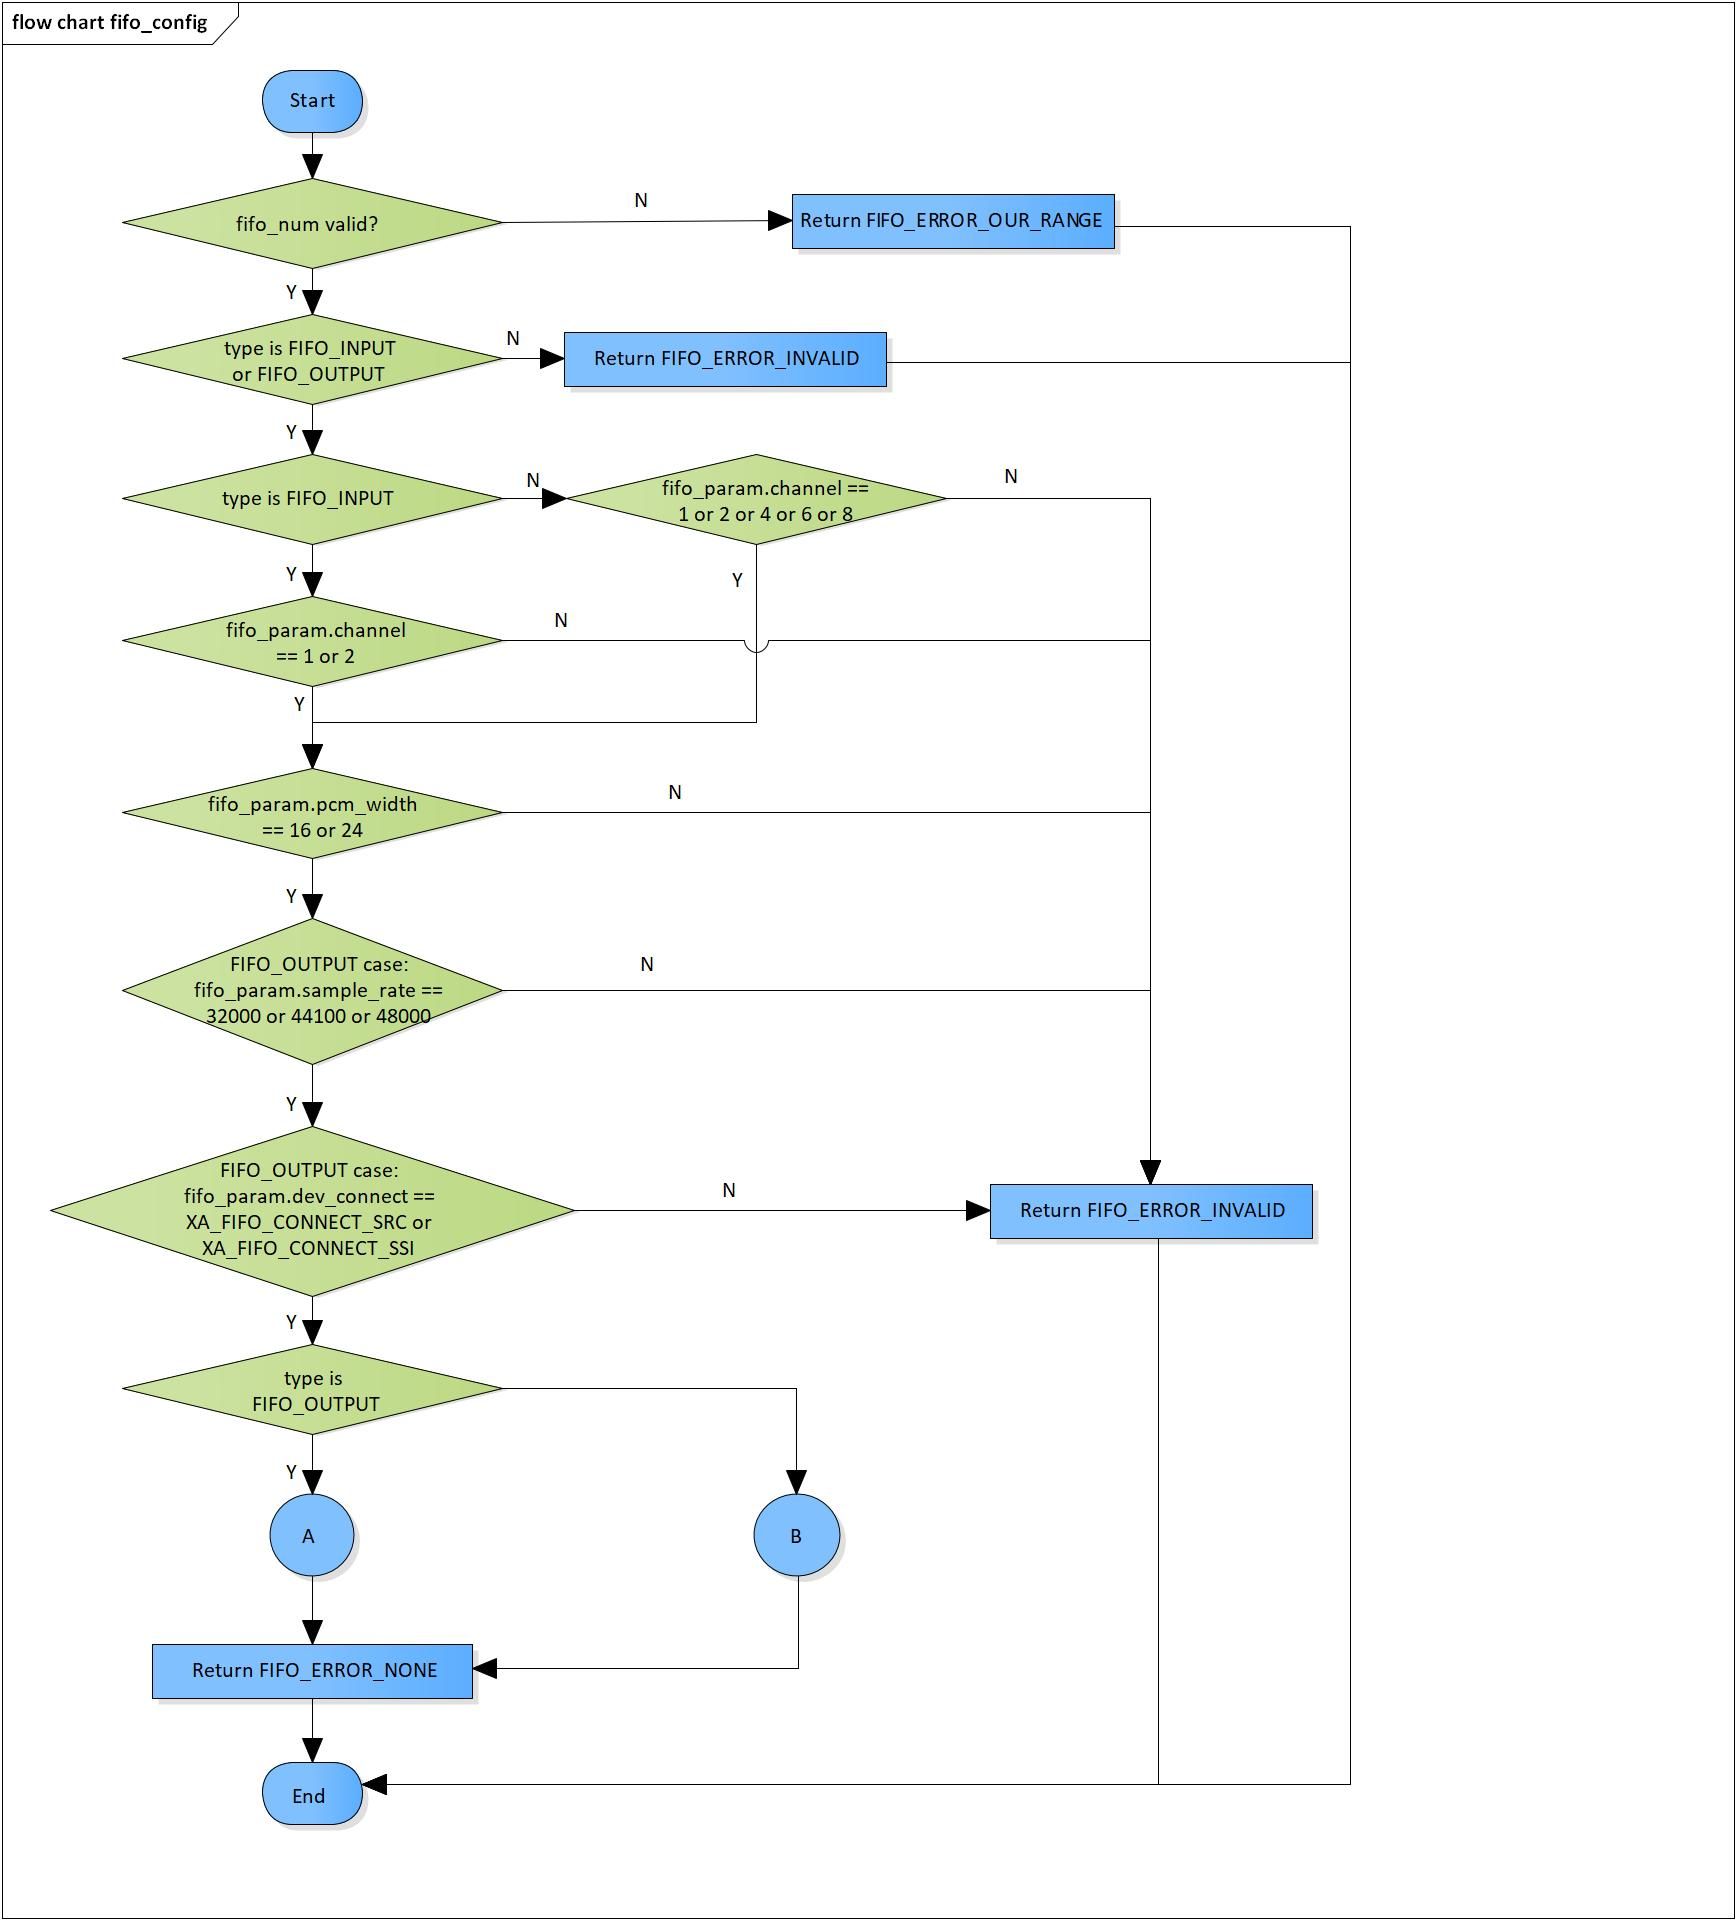 flow chart fifo_config
Start
fifo_num valid?
N
Return FIFO_ERROR_OUR_RANGE
Y
type is FIFO_INPUT
or FIFO_OUTPUT
N
Return FIFO_ERROR_INVALID
Y
type is FIFO_INPUT
N
fifo_param.channel ==
1 or 2 or 4 or 6 or 8
N
Y
Y
fifo_param.channel
== 1 or 2
N
Y
fifo_param.pcm_width
== 16 or 24
N
Y
FIFO_OUTPUT case:
fifo_param.sample_rate ==
32000 or 44100 or 48000
N
Y
FIFO_OUTPUT case:
fifo_param.dev_connect ==
XA_FIFO_CONNECT_SRC or
XA_FIFO_CONNECT_SSI
N
Return FIFO_ERROR_INVALID
Y
type is
FIFO_OUTPUT
Y
A
B
Return FIFO_ERROR_NONE
End